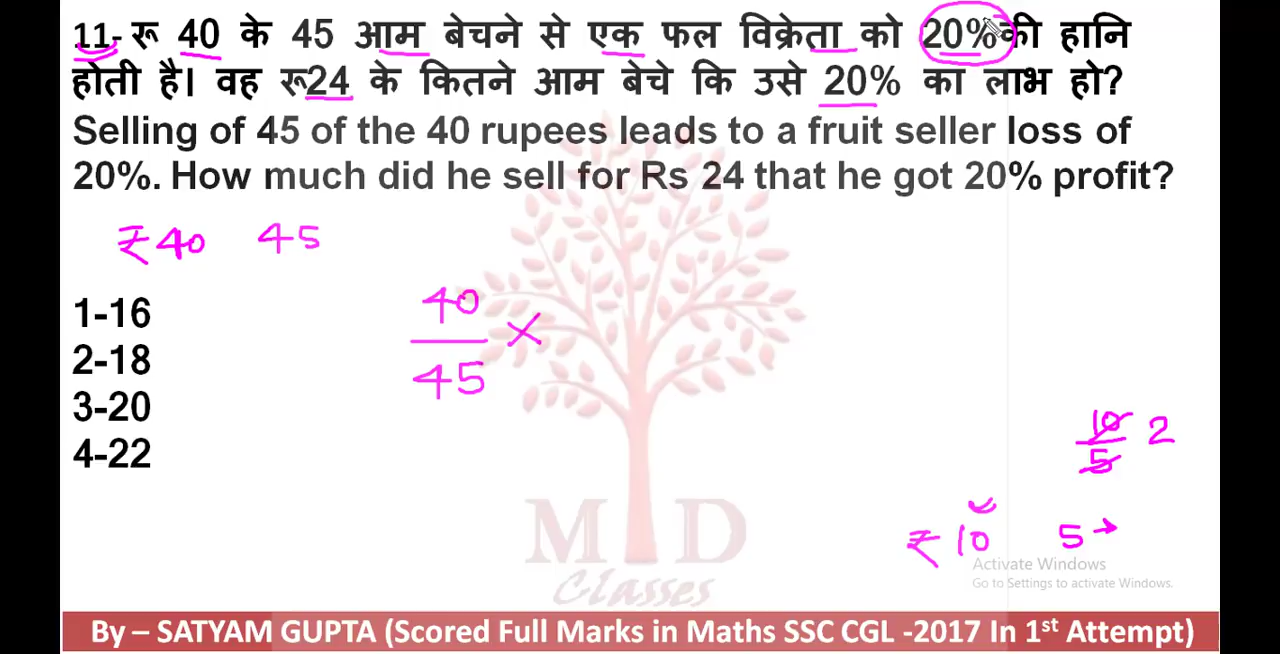 11- रू 40 के 45 आम बेचने से एक फल विक्रेता को 20%की हानि
होती है। वह रू24 के कितने आम बेचे कि उसे 20% का लाभ हो?
Selling of 45 of the 40 rupees leads to a fruit seller loss of
20%. How much did he sell for Rs 24 that he got 20% profit?
₹40 45
1-16
2-18
3-20
4-22
40
45 ×
10
5 2
₹10 5→
M D
Classes
Activate Windows
Go to Settings to activate Windows.
By – SATYAM GUPTA (Scored Full Marks in Maths SSC CGL -2017 In 1st Attempt)